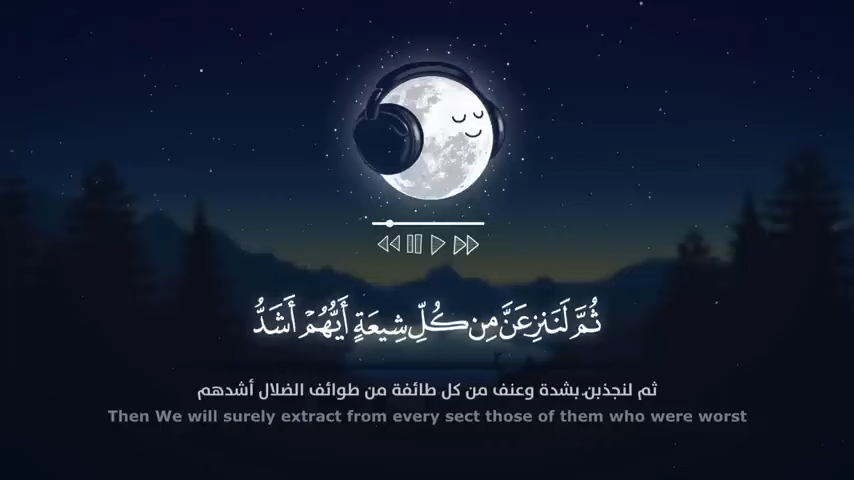 ثُمَّ لَنَنزِعَنَّ مِن كُلِّ شِيعَةٍ أَيُّهُمْ أَشَدُّ
ثم لنجذبن بشدة وعنف من كل طائفة من طوائف الضلال أشدهم
Then We will surely extract from every sect those of them who were worst